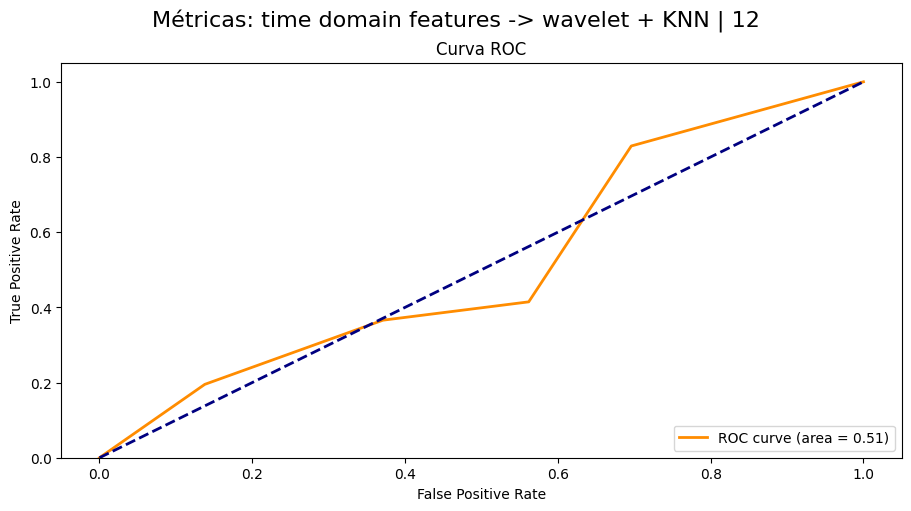 Métricas: time domain features -> wavelet + KNN | 12
Curva ROC
1.0
0.8
0.6
0.4
0.2
0.0
True Positive Rate
0.0 0.2 0.4 0.6 0.8 1.0
False Positive Rate
ROC curve (area = 0.51)